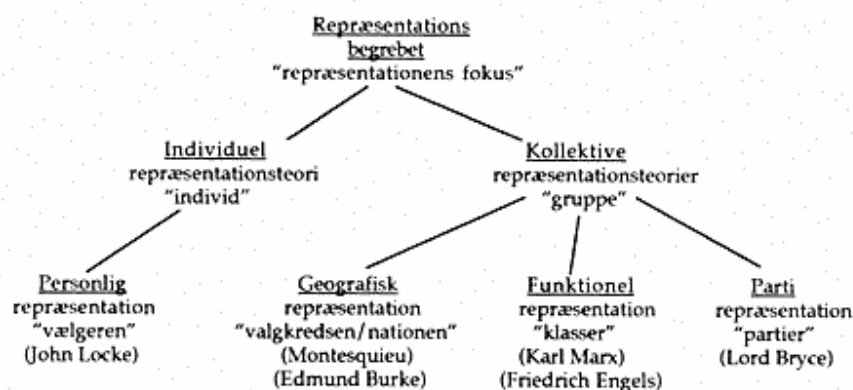 Repræsentations
begrebet
"repræsentationens fokus"
Individuel
repræsentationsteori
"individ"
Kollektive
repræsentationsteorier
"gruppe"
Personlig
repræsentation
"vælgeren"
(John Locke)
Geografisk
repræsentation
"valgkredsen/nationen"
(Montesquieu)
(Edmund Burke)
Funktionel
repræsentation
"klasser"
(Karl Marx)
(Friedrich Engels)
Parti
repræsentation
"partier"
(Lord Bryce)